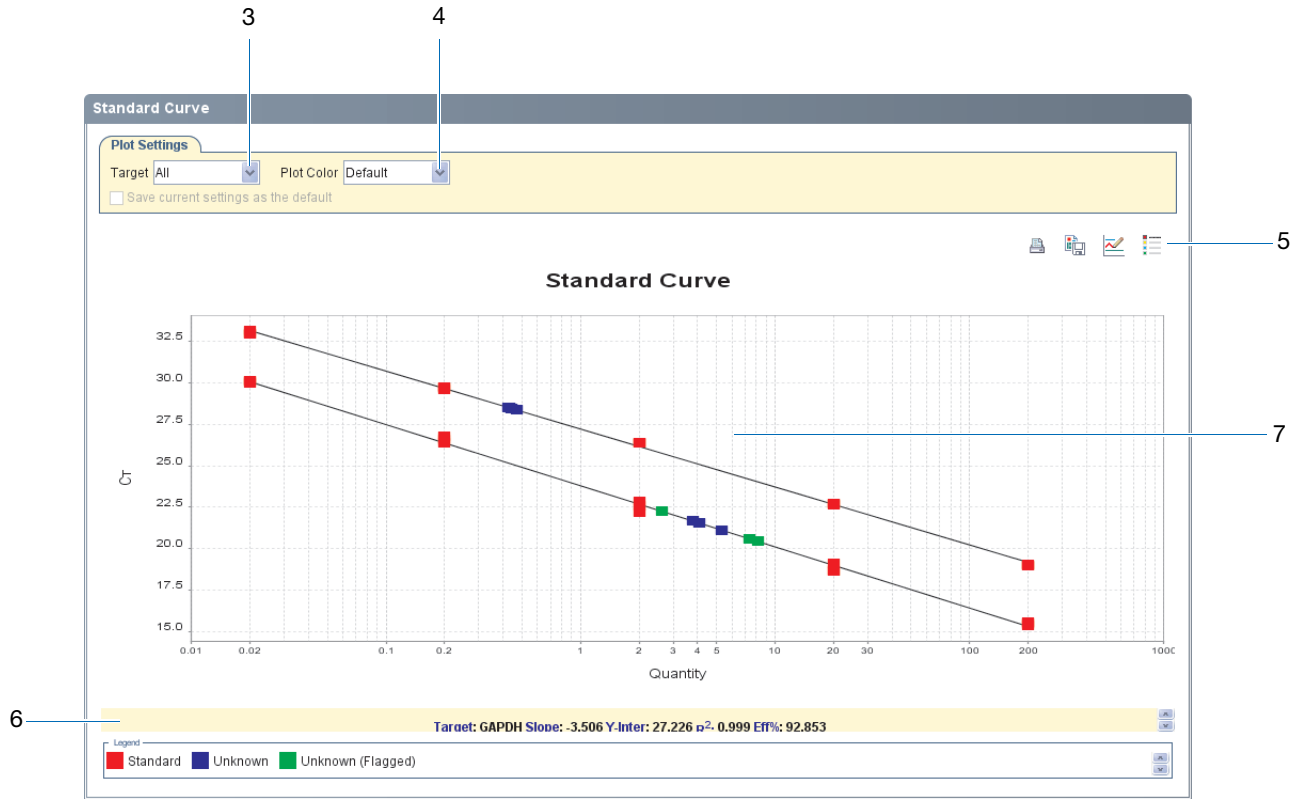 3 4
Standard Curve
Plot Settings
Target All Plot Color Default
Save current settings as the default
5
Standard Curve
32.5
30.0
27.5
7
25.0
CT
22.5
20.0
17.5
15.0
0.01 0.02 0.1 0.2 1 2 3 4 5 10 20 30 100 200 1000
Quantity
6
Target: GAPDH Slope: -3.506 Y-Inter: 27.226 R2: 0.999 Eff%: 92.853
Legend
Standard Unknown Unknown (Flagged)